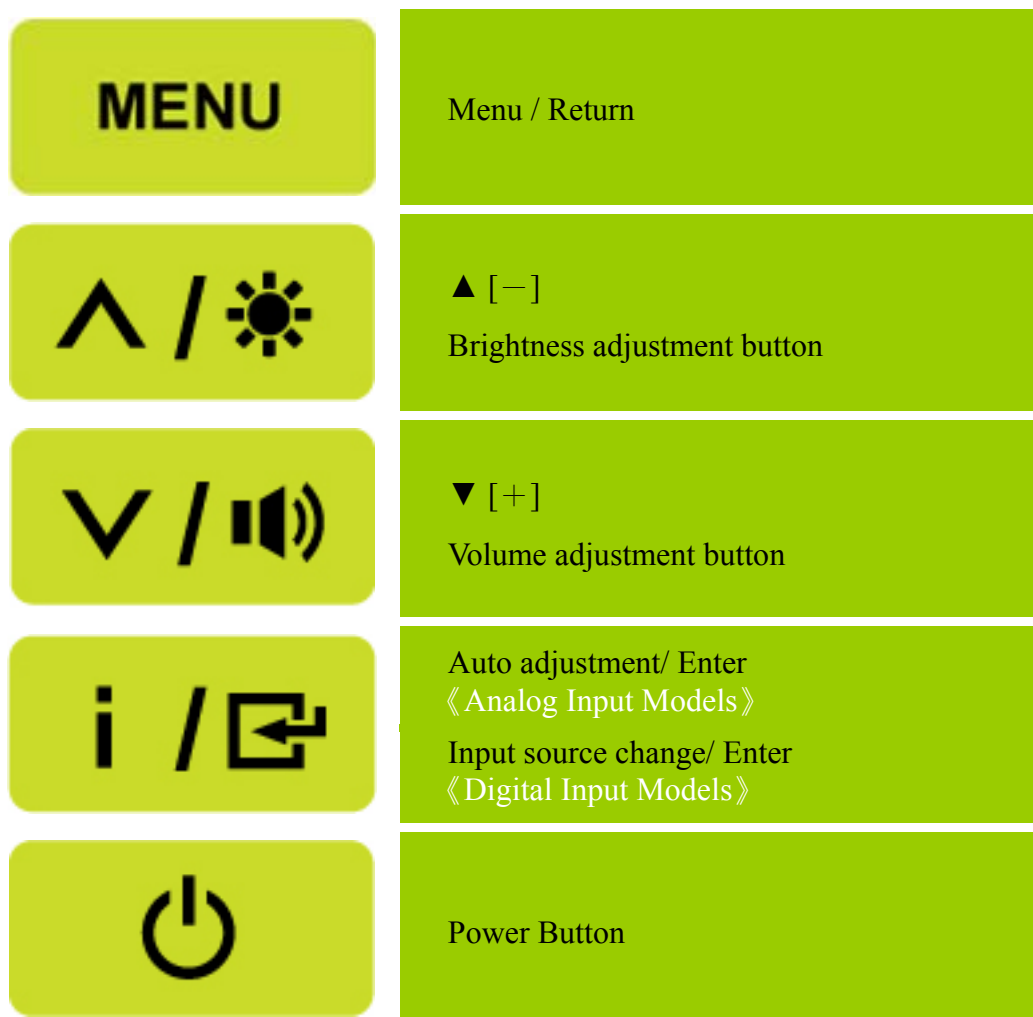 MENU
Menu / Return
/
▲ [－]
Brightness adjustment button
/
▼ [＋]
Volume adjustment button
i /
Auto adjustment/ Enter
《Analog Input Models》
Input source change/ Enter
《Digital Input Models》
Power Button